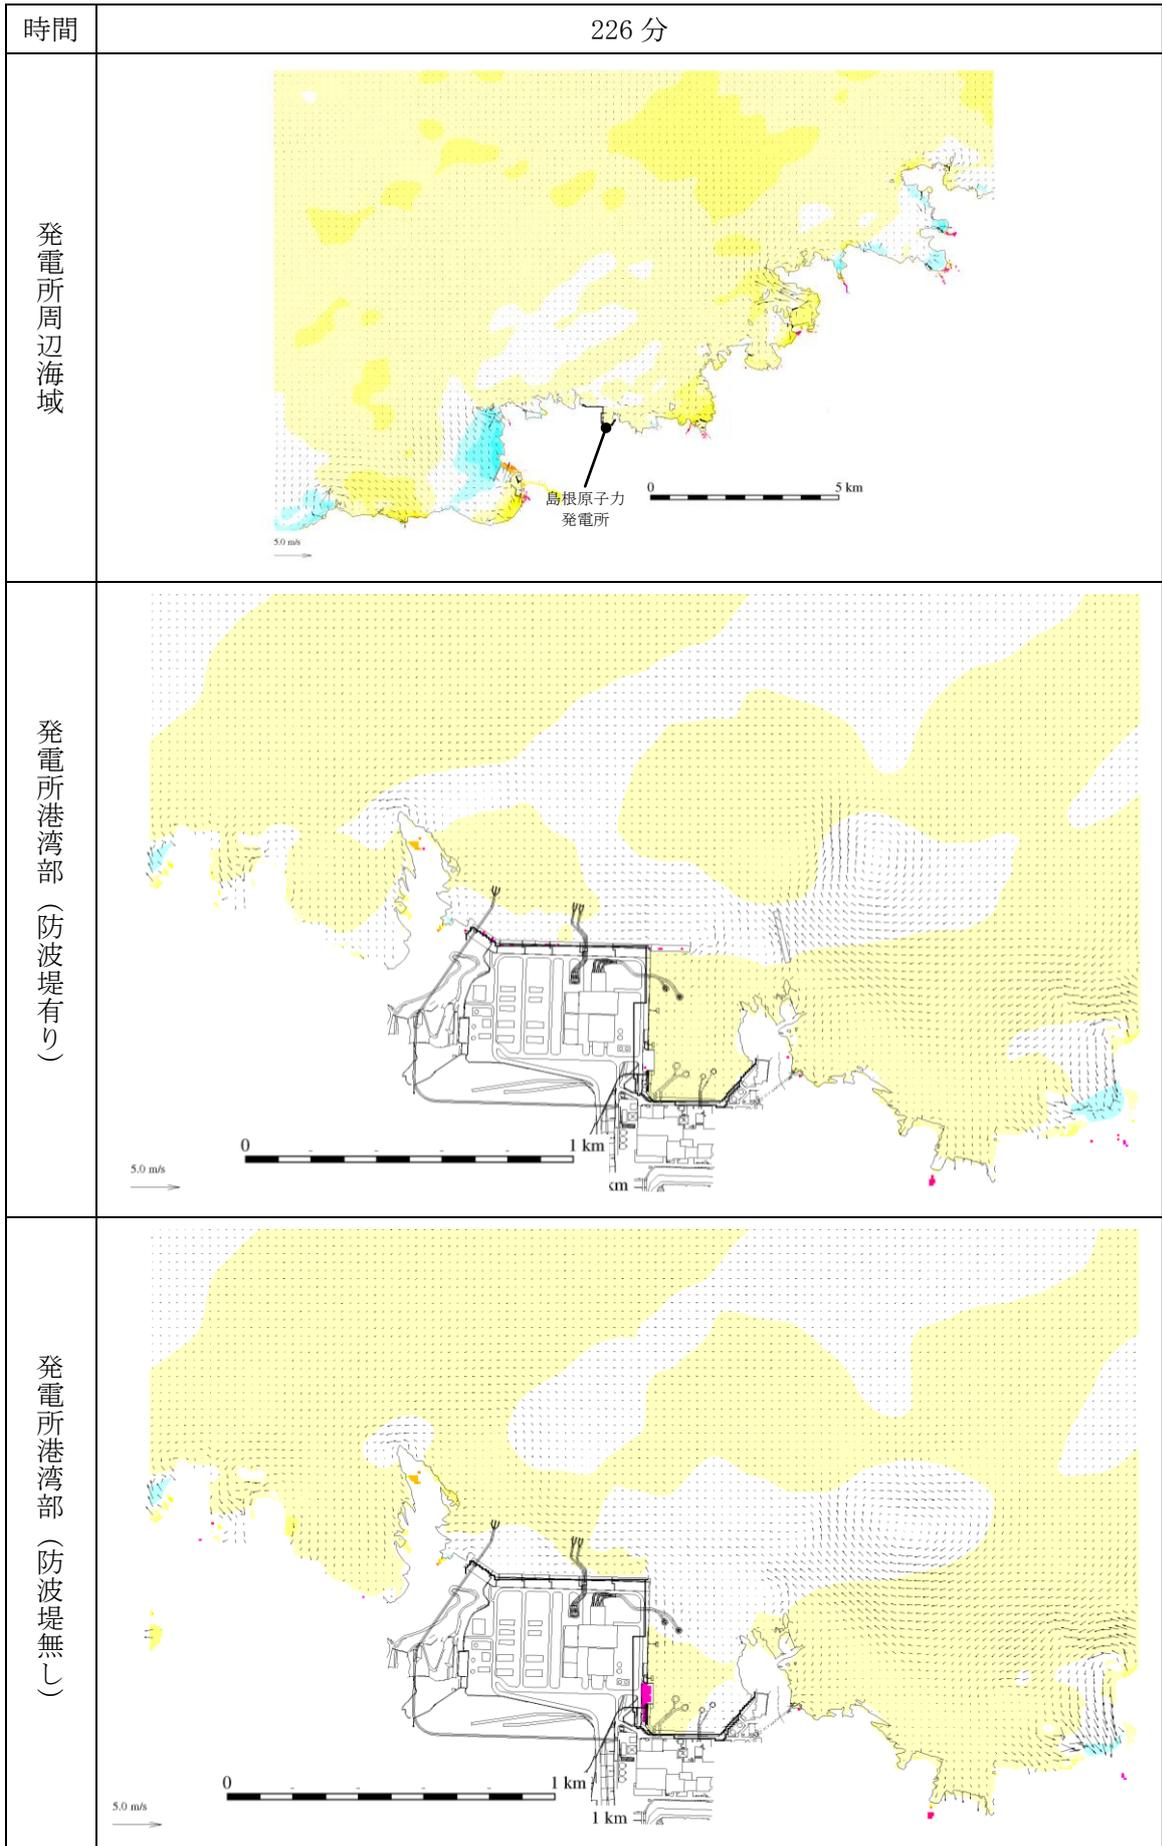 時間
226 分
発電所周辺海域
島根原子力
発電所
0
5 km
5.0 m/s
発電所港湾部（防波堤有り）
0
1 km
5.0 m/s
km
発電所港湾部（防波堤無し）
0
1 km
5.0 m/s
1 km